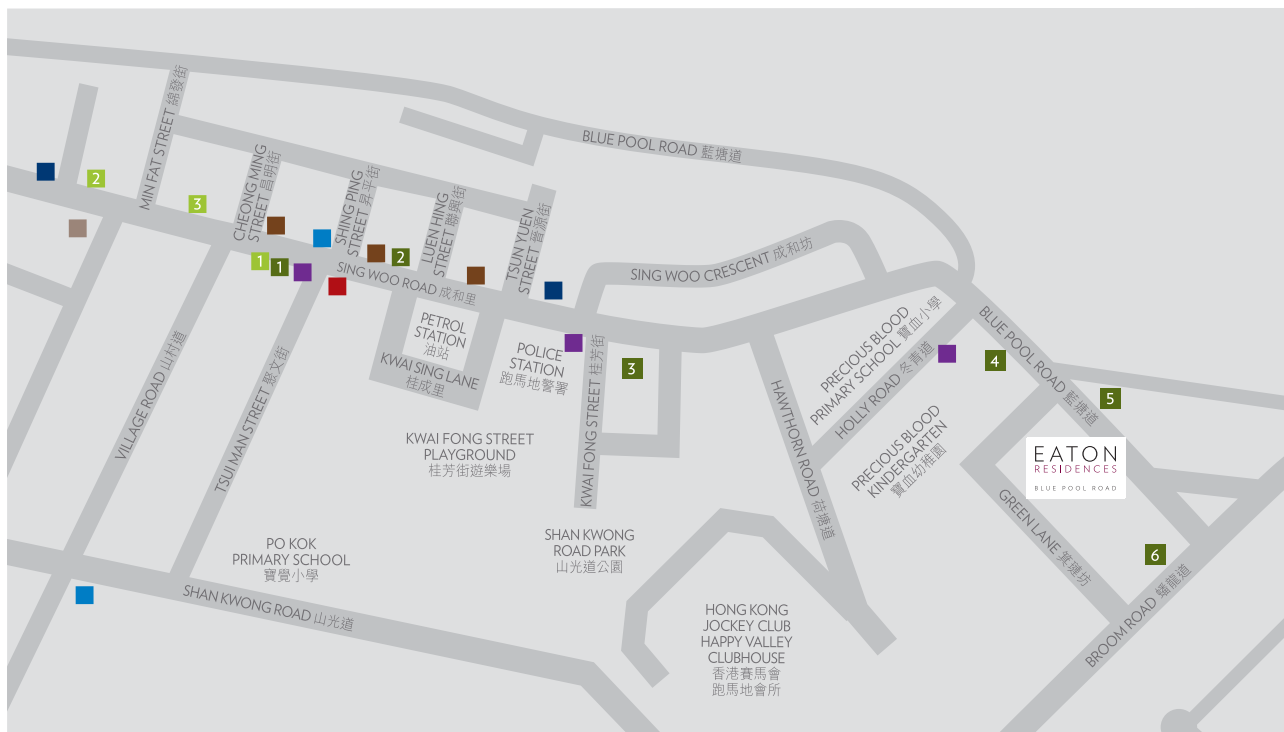 MIN FAT STREET 綿發街
BLUE POOL ROAD 藍塘道
CHEONG MING
STREET 昌明街
SHING PING
STREET 昇平街
LUEN HING
STREET 聯興街
TSUN YUEN
STREET 晉源街
2
3
1
1
2
SING WOO ROAD 成和里
SING WOO CRESCENT 成和坊
PETROL
STATION
油站
KWAI SING LANE
桂成里
POLICE
STATION
跑馬地警署
KWAI FONG STREET 桂芳街
3
VILLAGE ROAD 山村道
TSUI MAN STREET 聚文街
KWAI FONG STREET
PLAYGROUND
桂芳街遊樂場
HAWTHORN ROAD 荷塘道
PRECIOUS BLOOD
PRIMARY SCHOOL 寶血小學
HOLLY ROAD 冬青道
PRECIOUS BLOOD
KINDERGARTEN
寶血幼稚園
BLUE POOL ROAD 藍塘道
4
5
EATON
RESIDENCES
BLUE POOL ROAD
GREEN LANE 箕璉坊
6
BROOM ROAD 蟠龍道
PO KOK
PRIMARY SCHOOL
寶覺小學
SHAN KWONG ROAD 山光道
SHAN KWONG
ROAD PARK
山光道公園
HONG KONG
JOCKEY CLUB
HAPPY VALLEY
CLUBHOUSE
香港賽馬會
跑馬地會所